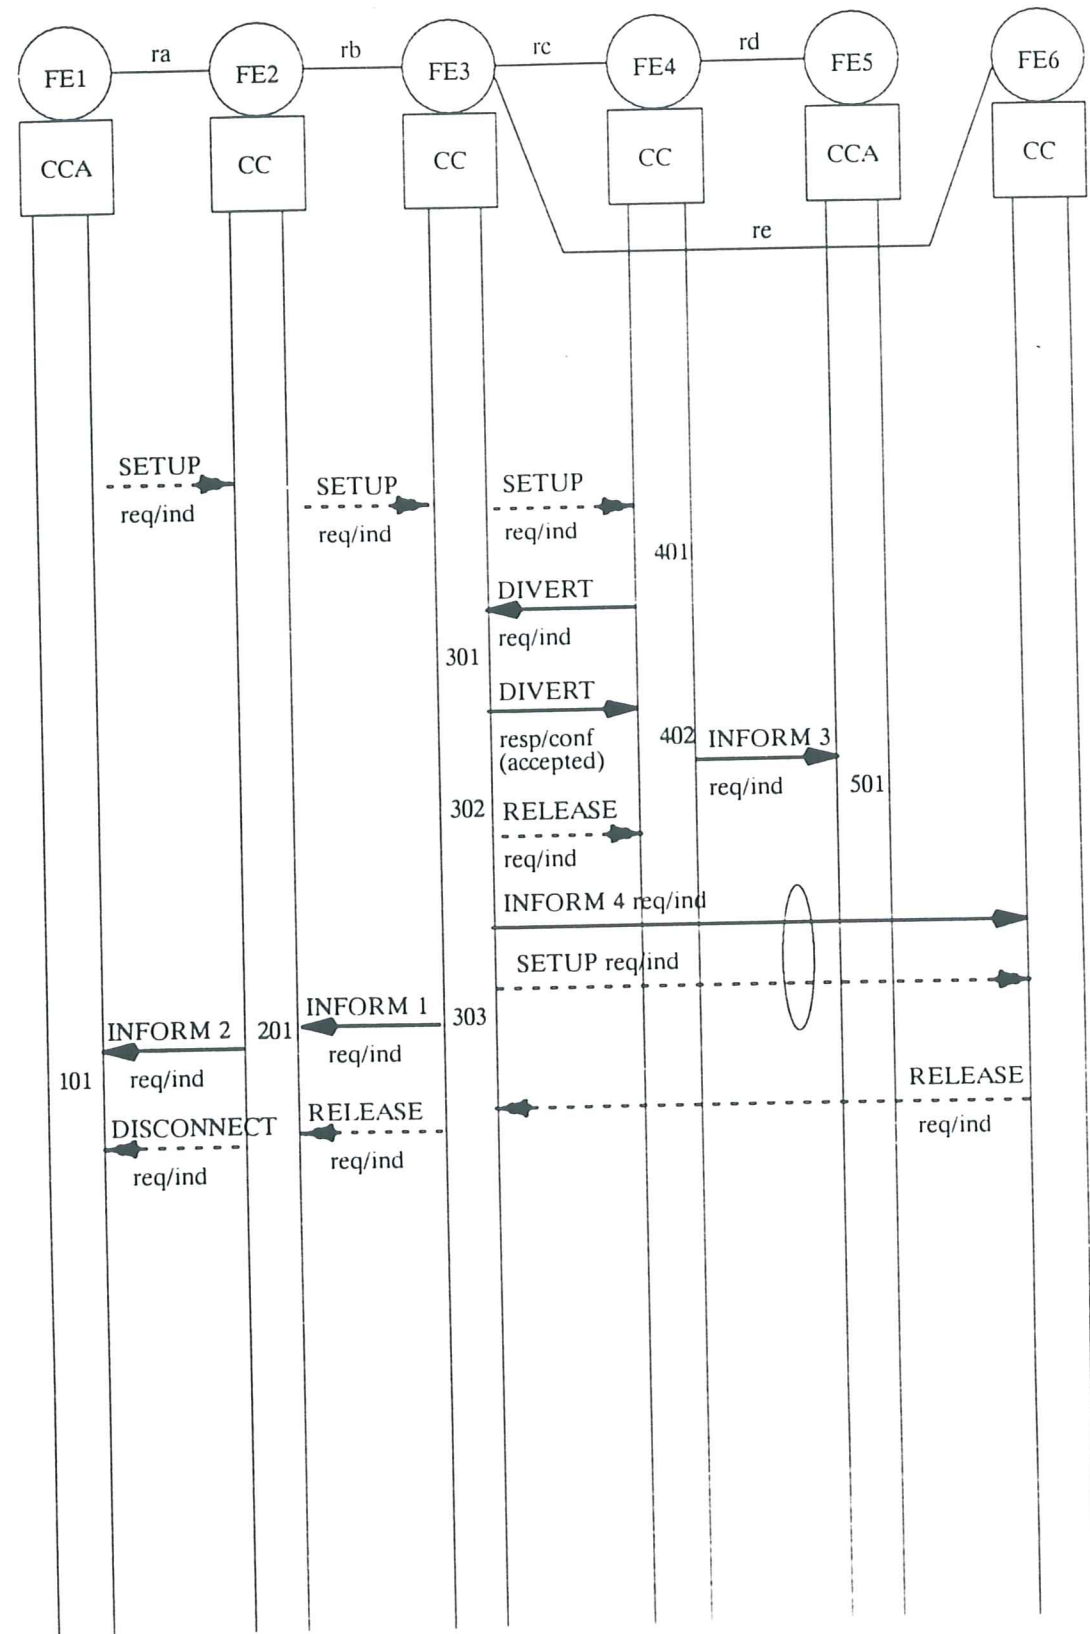 FE1 ra FE2 rb FE3 rc FE4 rd FE5 FE6
CCA CC CC CC CCA CC
re
SETUP
req/ind
SETUP
req/ind
SETUP
req/ind
401
DIVERT
req/ind
301
DIVERT
resp/conf
(accepted)
402
INFORM 3
req/ind
501
302
RELEASE
req/ind
INFORM 4 req/ind
SETUP req/ind
303
INFORM 1
req/ind
201
INFORM 2
req/ind
101
RELEASE
req/ind
RELEASE
req/ind
DISCONNECT
req/ind